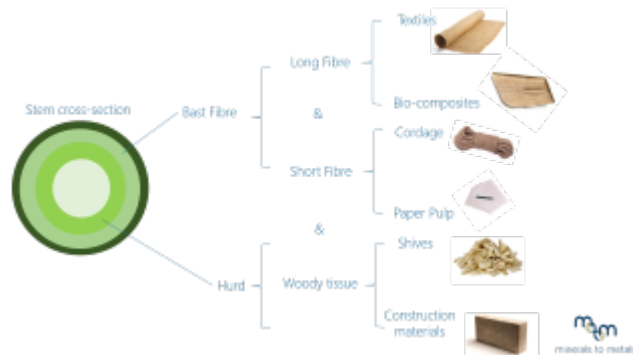 Textiles
Long Fibre
Stem cross-section
Bast Fibre
Bio-composites
&
Cordage
Short Fibre
Paper Pulp
&
Shives
Hurd
Woody tissue
Construction
materials
minerals to metals